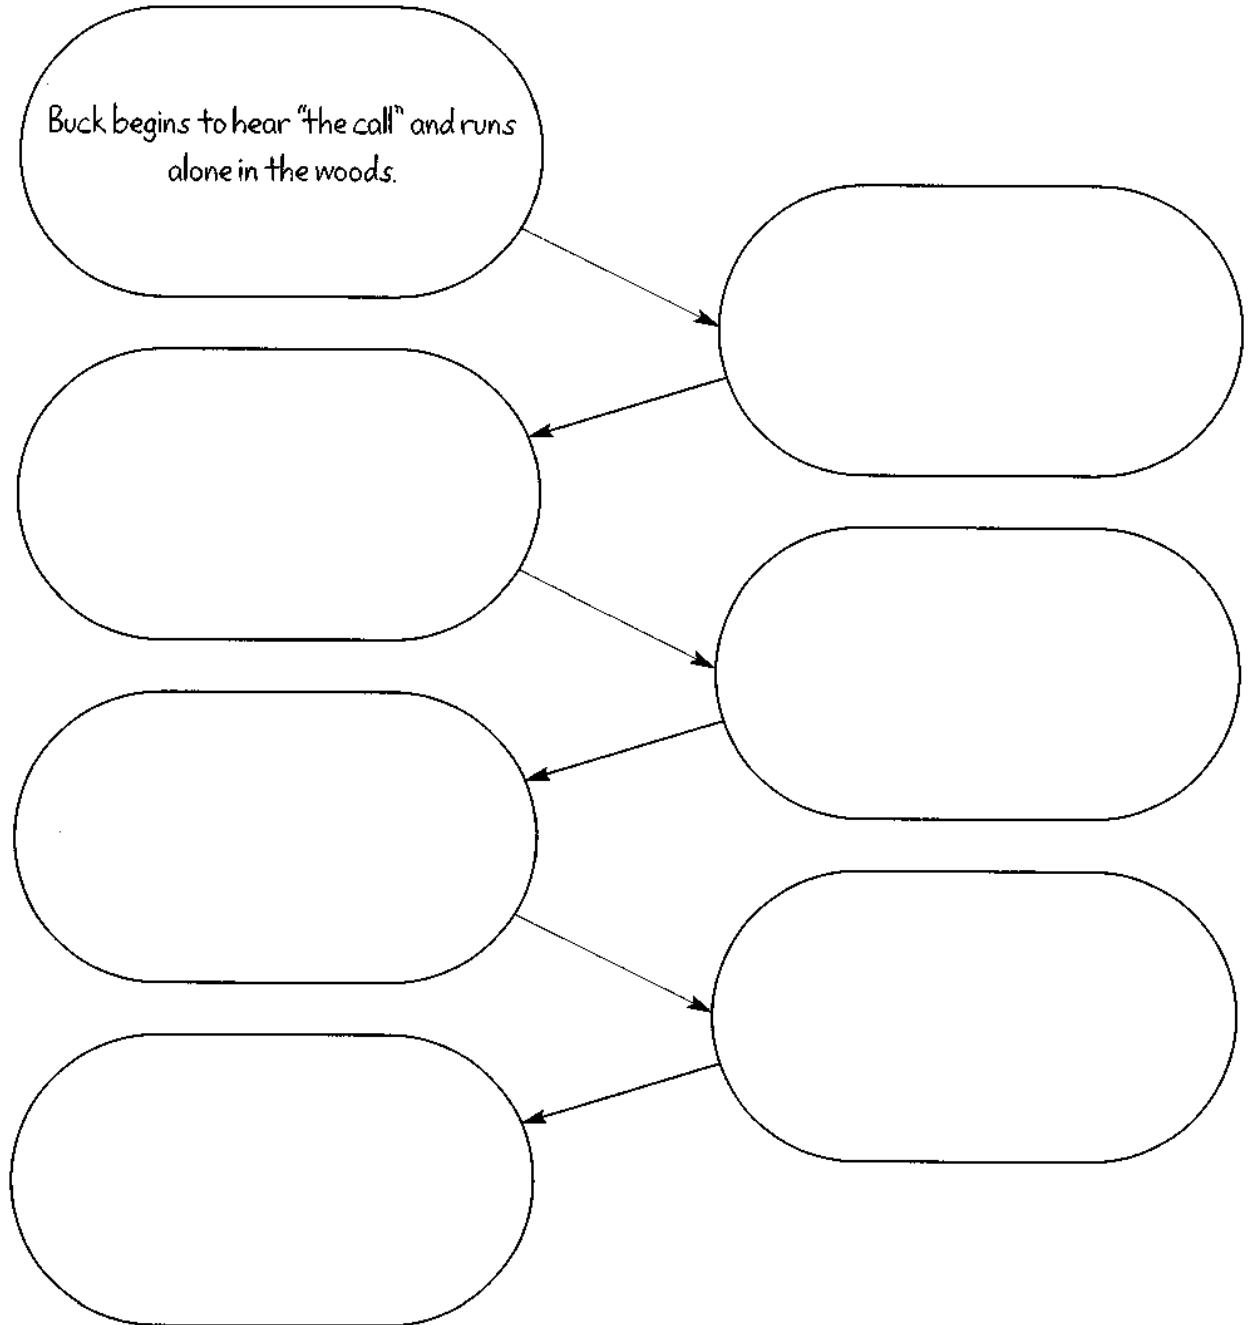 Buck begins to hear "the call" and runs
alone in the woods.